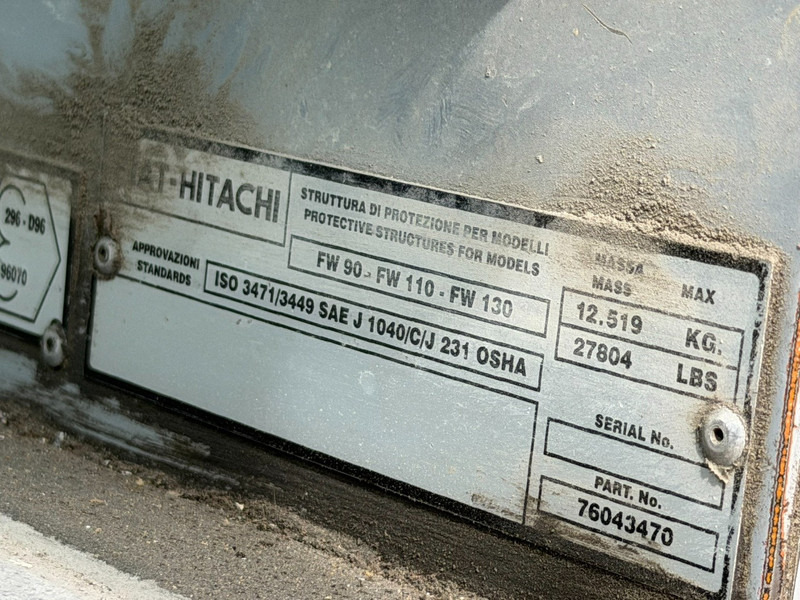 296 - D96
96070
AT-HITACHI
STRUTTURA DI PROTEZIONE PER MODELLI
PROTECTIVE STRUCTURES FOR MODELS
FW 90 - FW 110 - FW 130
APPROVAZIONI
STANDARDS
ISO 3471/3449 SAE J 1040/C/J 231 OSHA
MASSA
MASS MAX
12.519 KG.
27804 LBS
SERIAL No.
PART. No.
76043470